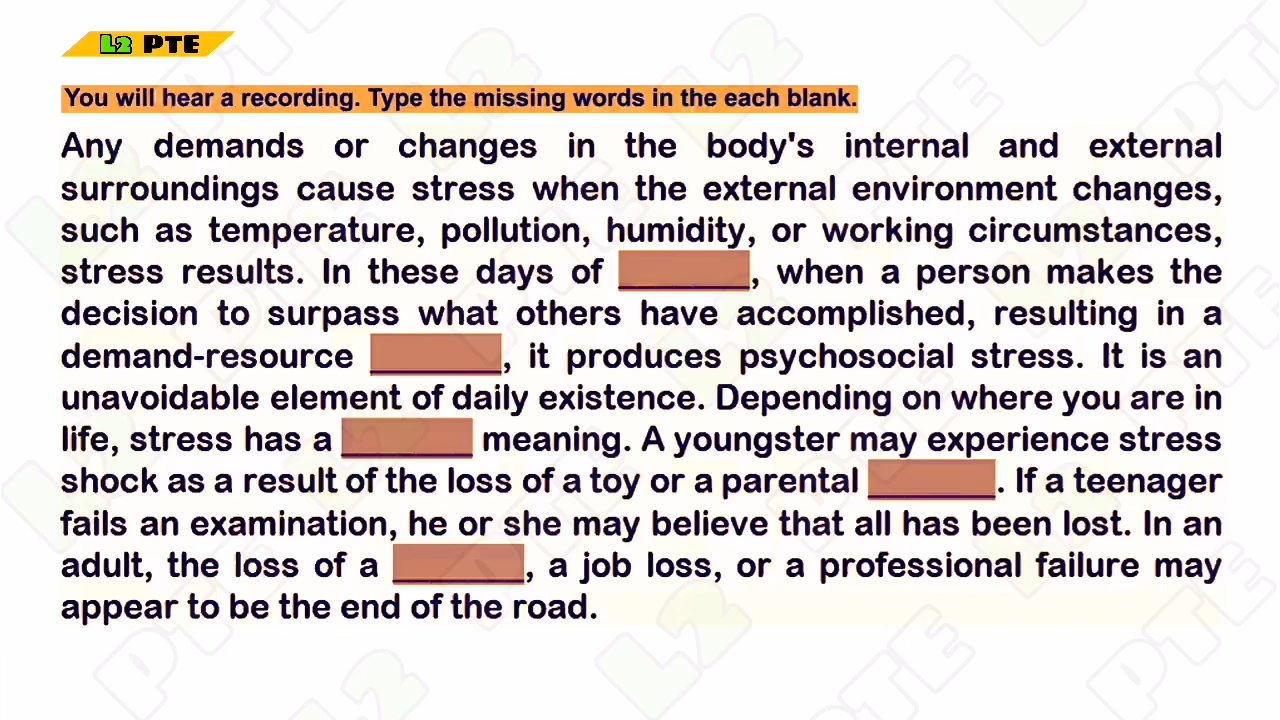 L2 PTE
You will hear a recording. Type the missing words in the each blank.
Any demands or changes in the body's internal and external
surroundings cause stress when the external environment changes,
such as temperature, pollution, humidity, or working circumstances,
stress results. In these days of ______, when a person makes the
decision to surpass what others have accomplished, resulting in a
demand-resource ______, it produces psychosocial stress. It is an
unavoidable element of daily existence. Depending on where you are in
life, stress has a ______ meaning. A youngster may experience stress
shock as a result of the loss of a toy or a parental ______. If a teenager
fails an examination, he or she may believe that all has been lost. In an
adult, the loss of a ______, a job loss, or a professional failure may
appear to be the end of the road.